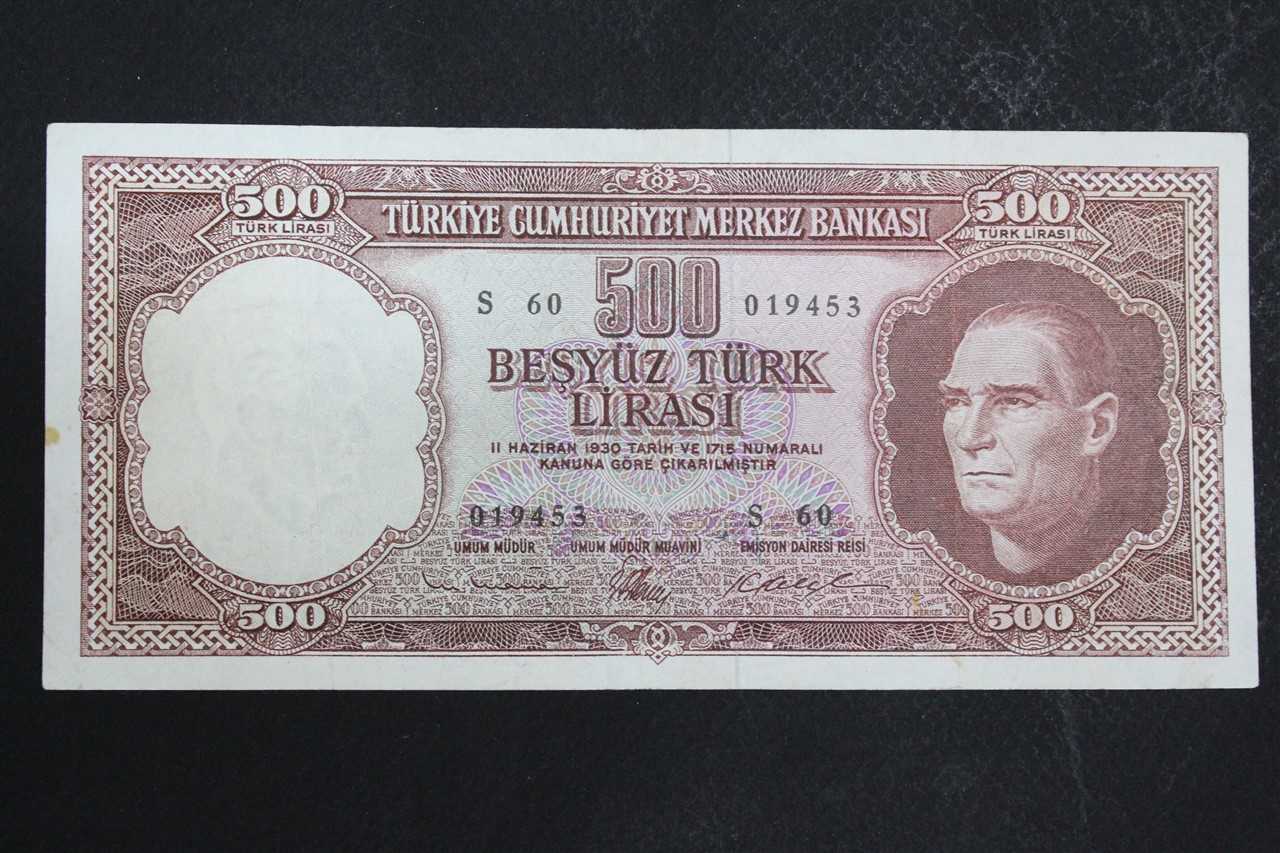 500 500
TÜRK LİRASI TÜRK LİRASI
TÜRKİYE CUMHURİYET MERKEZ BANKASI
S 60 500 019453
BEŞYÜZ TÜRK
LİRASI
11 HAZİRAN 1930 TARİH VE 1715 NUMARALI
KANUNA GÖRE ÇIKARILMIŞTIR
019453 S 60
UMUM MÜDÜR UMUM MÜDÜR MUAVİNİ EMİSYON DAİRESİ REİSİ
500 500